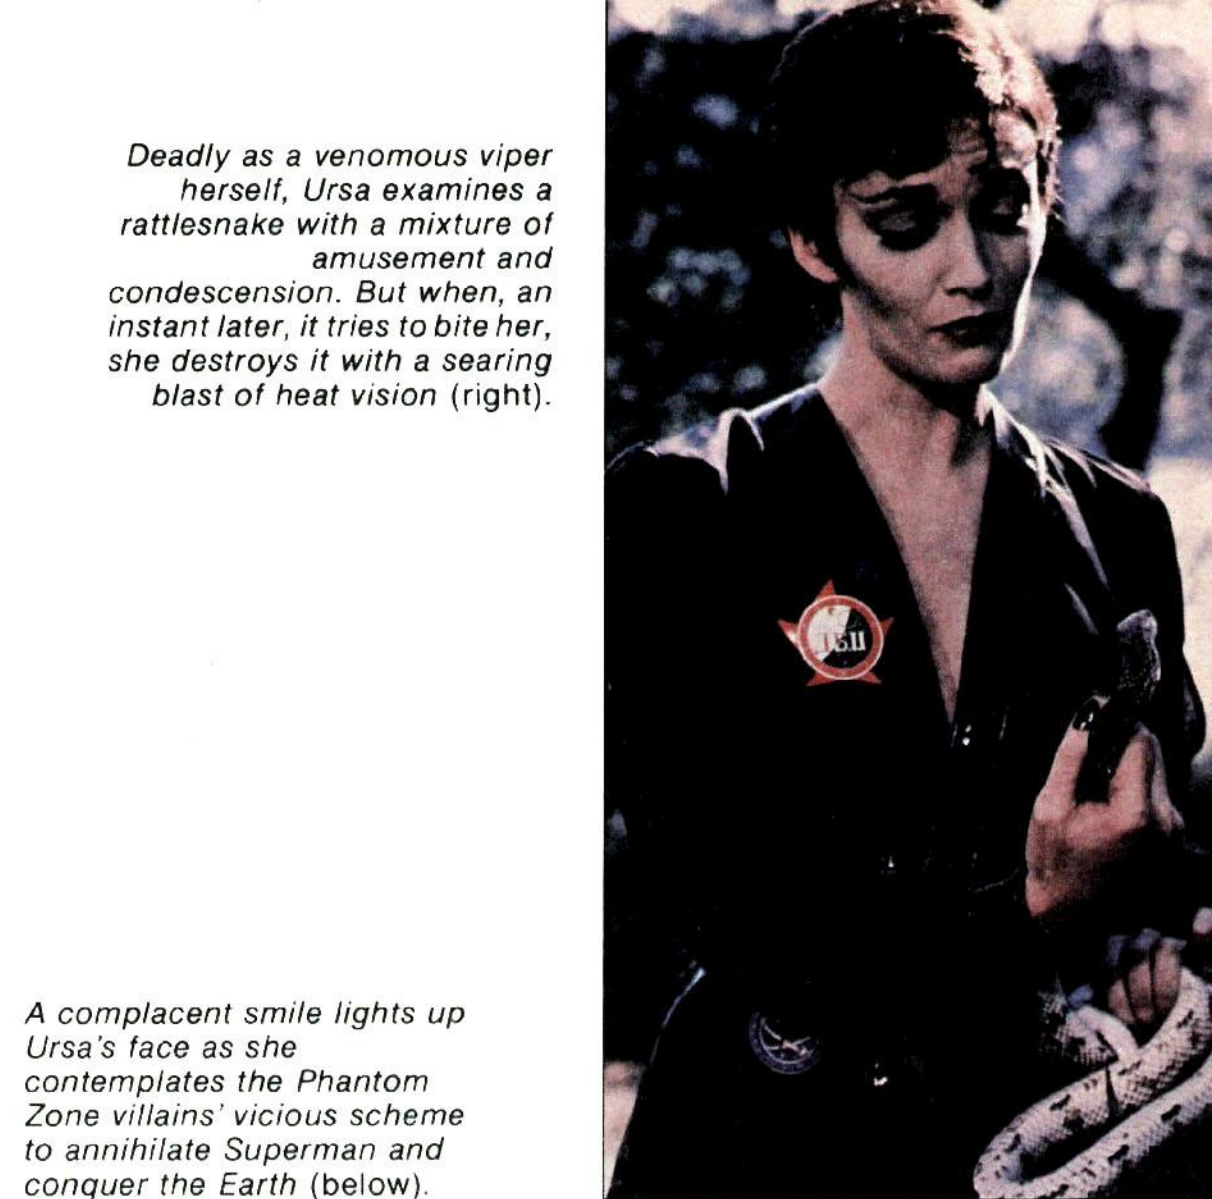 Deadly as a venomous viper
herself, Ursa examines a
rattlesnake with a mixture of
amusement and
condescension. But when, an
instant later, it tries to bite her,
she destroys it with a searing
blast of heat vision (right).
A complacent smile lights up
Ursa's face as she
contemplates the Phantom
Zone villains' vicious scheme
to annihilate Superman and
conquer the Earth (below).